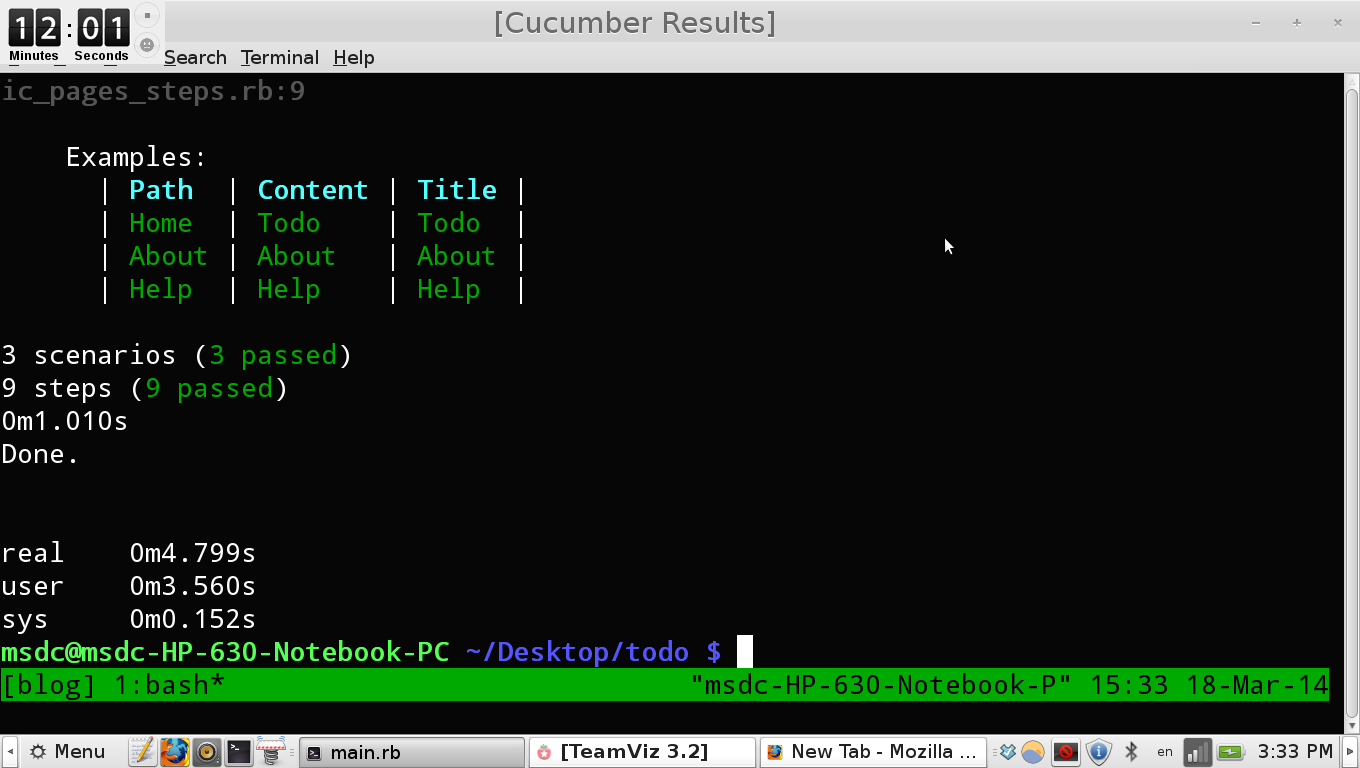 12:01
Minutes Seconds
[Cucumber Results]
Search Terminal Help
ic_pages_steps.rb:9
Examples:
| Path | Content | Title |
| Home | Todo | Todo |
| About | About | About |
| Help | Help | Help |
3 scenarios (3 passed)
9 steps (9 passed)
0m1.010s
Done.
real 0m4.799s
user 0m3.560s
sys 0m0.152s
msdc@msdc-HP-630-Notebook-PC ~/Desktop/todo $
[blog] 1:bash* "msdc-HP-630-Notebook-P" 15:33 18-Mar-14
Menu main.rb [TeamViz 3.2] New Tab - Mozilla ... en 3:33 PM